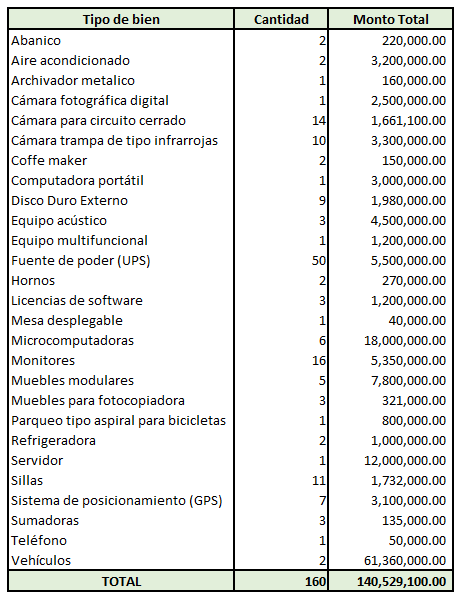 Tipo de bien Cantidad Monto Total
Abanico 2 220,000.00
Aire acondicionado 2 3,200,000.00
Archivador metalico 1 160,000.00
Cámara fotográfica digital 1 2,500,000.00
Cámara para circuito cerrado 14 1,661,100.00
Cámara trampa de tipo infrarrojas 10 3,300,000.00
Coffe maker 2 150,000.00
Computadora portátil 1 3,000,000.00
Disco Duro Externo 9 1,980,000.00
Equipo acústico 3 4,500,000.00
Equipo multifuncional 1 1,200,000.00
Fuente de poder (UPS) 50 5,500,000.00
Hornos 2 270,000.00
Licencias de software 3 1,200,000.00
Mesa desplegable 1 40,000.00
Microcomputadoras 6 18,000,000.00
Monitores 16 5,350,000.00
Muebles modulares 5 7,800,000.00
Muebles para fotocopiadora 3 321,000.00
Parqueo tipo aspiral para bicicletas 1 800,000.00
Refrigeradora 2 1,000,000.00
Servidor 1 12,000,000.00
Sillas 11 1,732,000.00
Sistema de posicionamiento (GPS) 7 3,100,000.00
Sumadoras 3 135,000.00
Teléfono 1 50,000.00
Vehículos 2 61,360,000.00
TOTAL 160 140,529,100.00